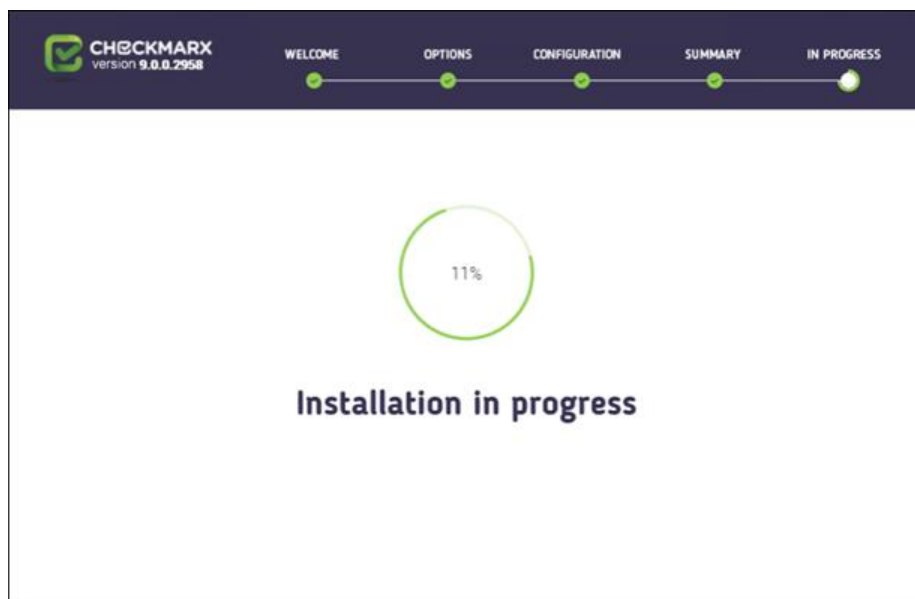 CHECKMARX
version 9.0.0.2958
WELCOME
OPTIONS
CONFIGURATION
SUMMARY
IN PROGRESS
11%
Installation in progress